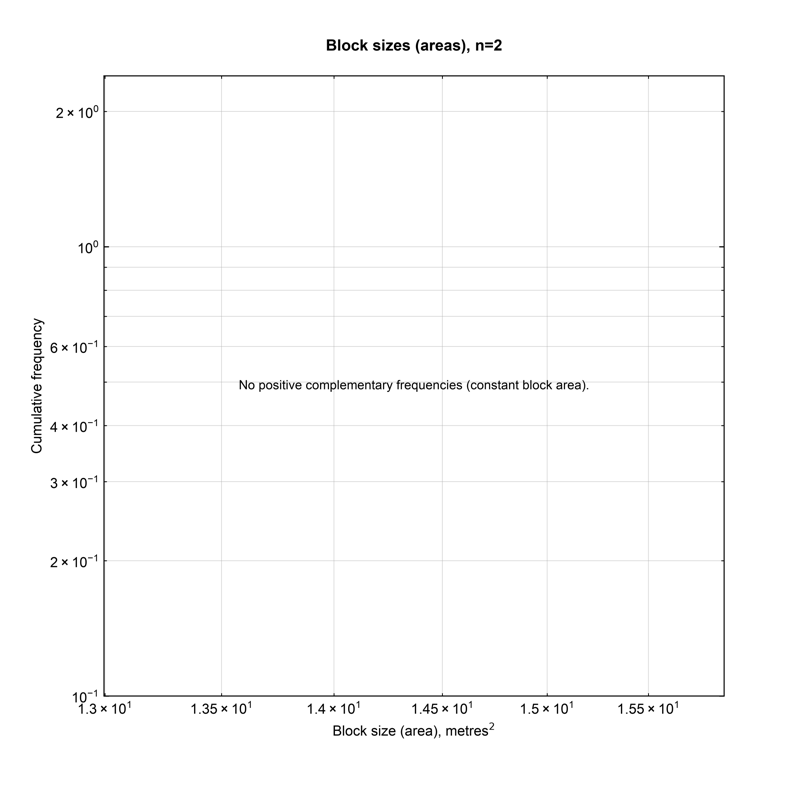 Block sizes (areas), n=2
2 × 10⁰
10⁰
6 × 10⁻¹
4 × 10⁻¹
3 × 10⁻¹
2 × 10⁻¹
10⁻¹
Cumulative frequency
No positive complementary frequencies (constant block area).
1.3 × 10¹ 1.35 × 10¹ 1.4 × 10¹ 1.45 × 10¹ 1.5 × 10¹ 1.55 × 10¹
Block size (area), metres²